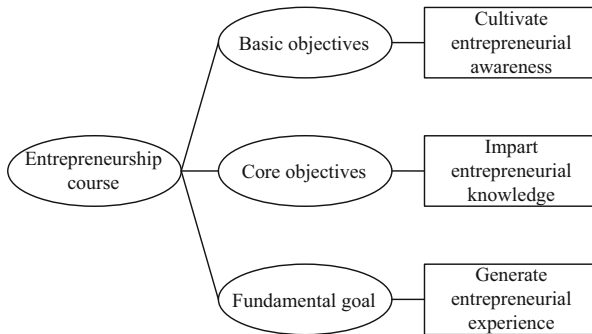 Basic objectives
Cultivate
entrepreneurial
awareness
Entrepreneurship
course
Core objectives
Impart
entrepreneurial
knowledge
Fundamental goal
Generate
entrepreneurial
experience